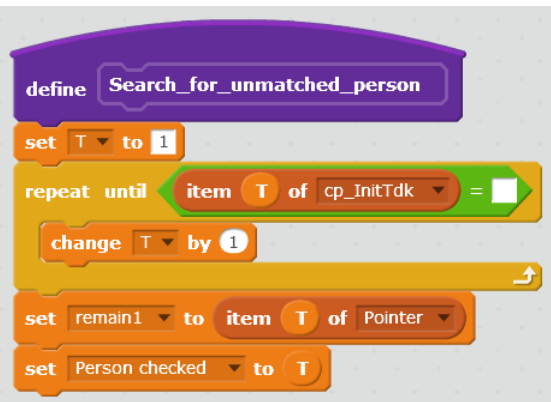 define Search_for_unmatched_person
set T to 1
repeat until item T of cp_InitTdk =
change T by 1
set remain1 to item T of Pointer
set Person checked to T